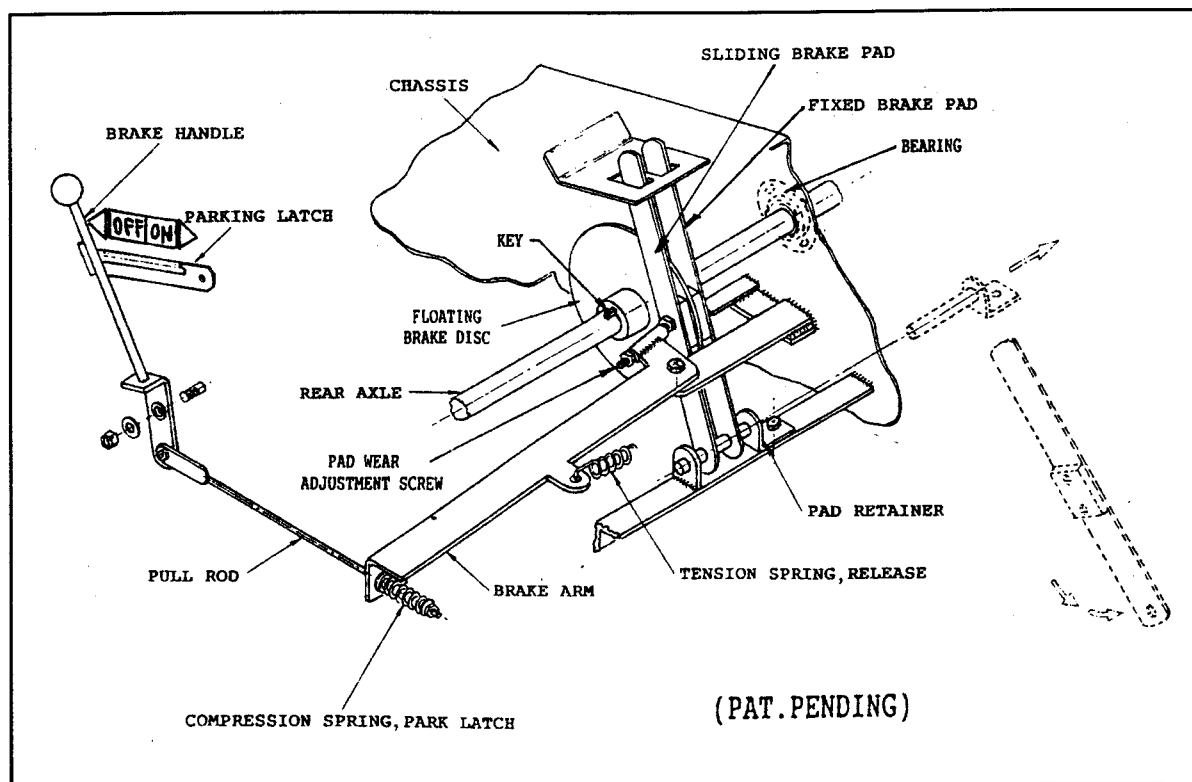 SLIDING BRAKE PAD
CHASSIS
FIXED BRAKE PAD
BRAKE HANDLE
BEARING
OFF ON
PARKING LATCH
KEY
FLOATING
BRAKE DISC
REAR AXLE
PAD WEAR
ADJUSTMENT SCREW
PAD RETAINER
PULL ROD
BRAKE ARM
TENSION SPRING, RELEASE
COMPRESSION SPRING, PARK LATCH
(PAT.PENDING)